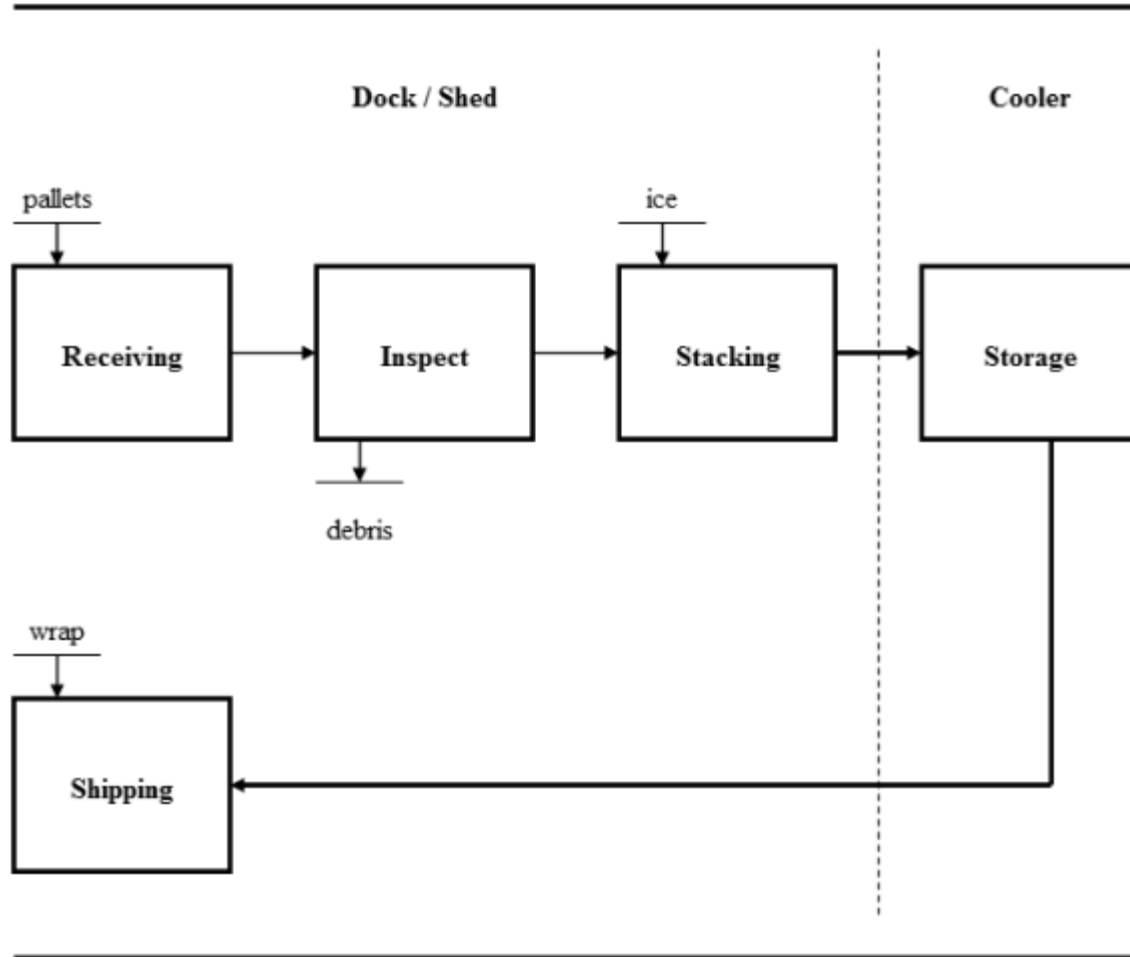 Dock / Shed
Cooler
pallets
ice
Receiving
Inspect
Stacking
Storage
debris
wrap
Shipping